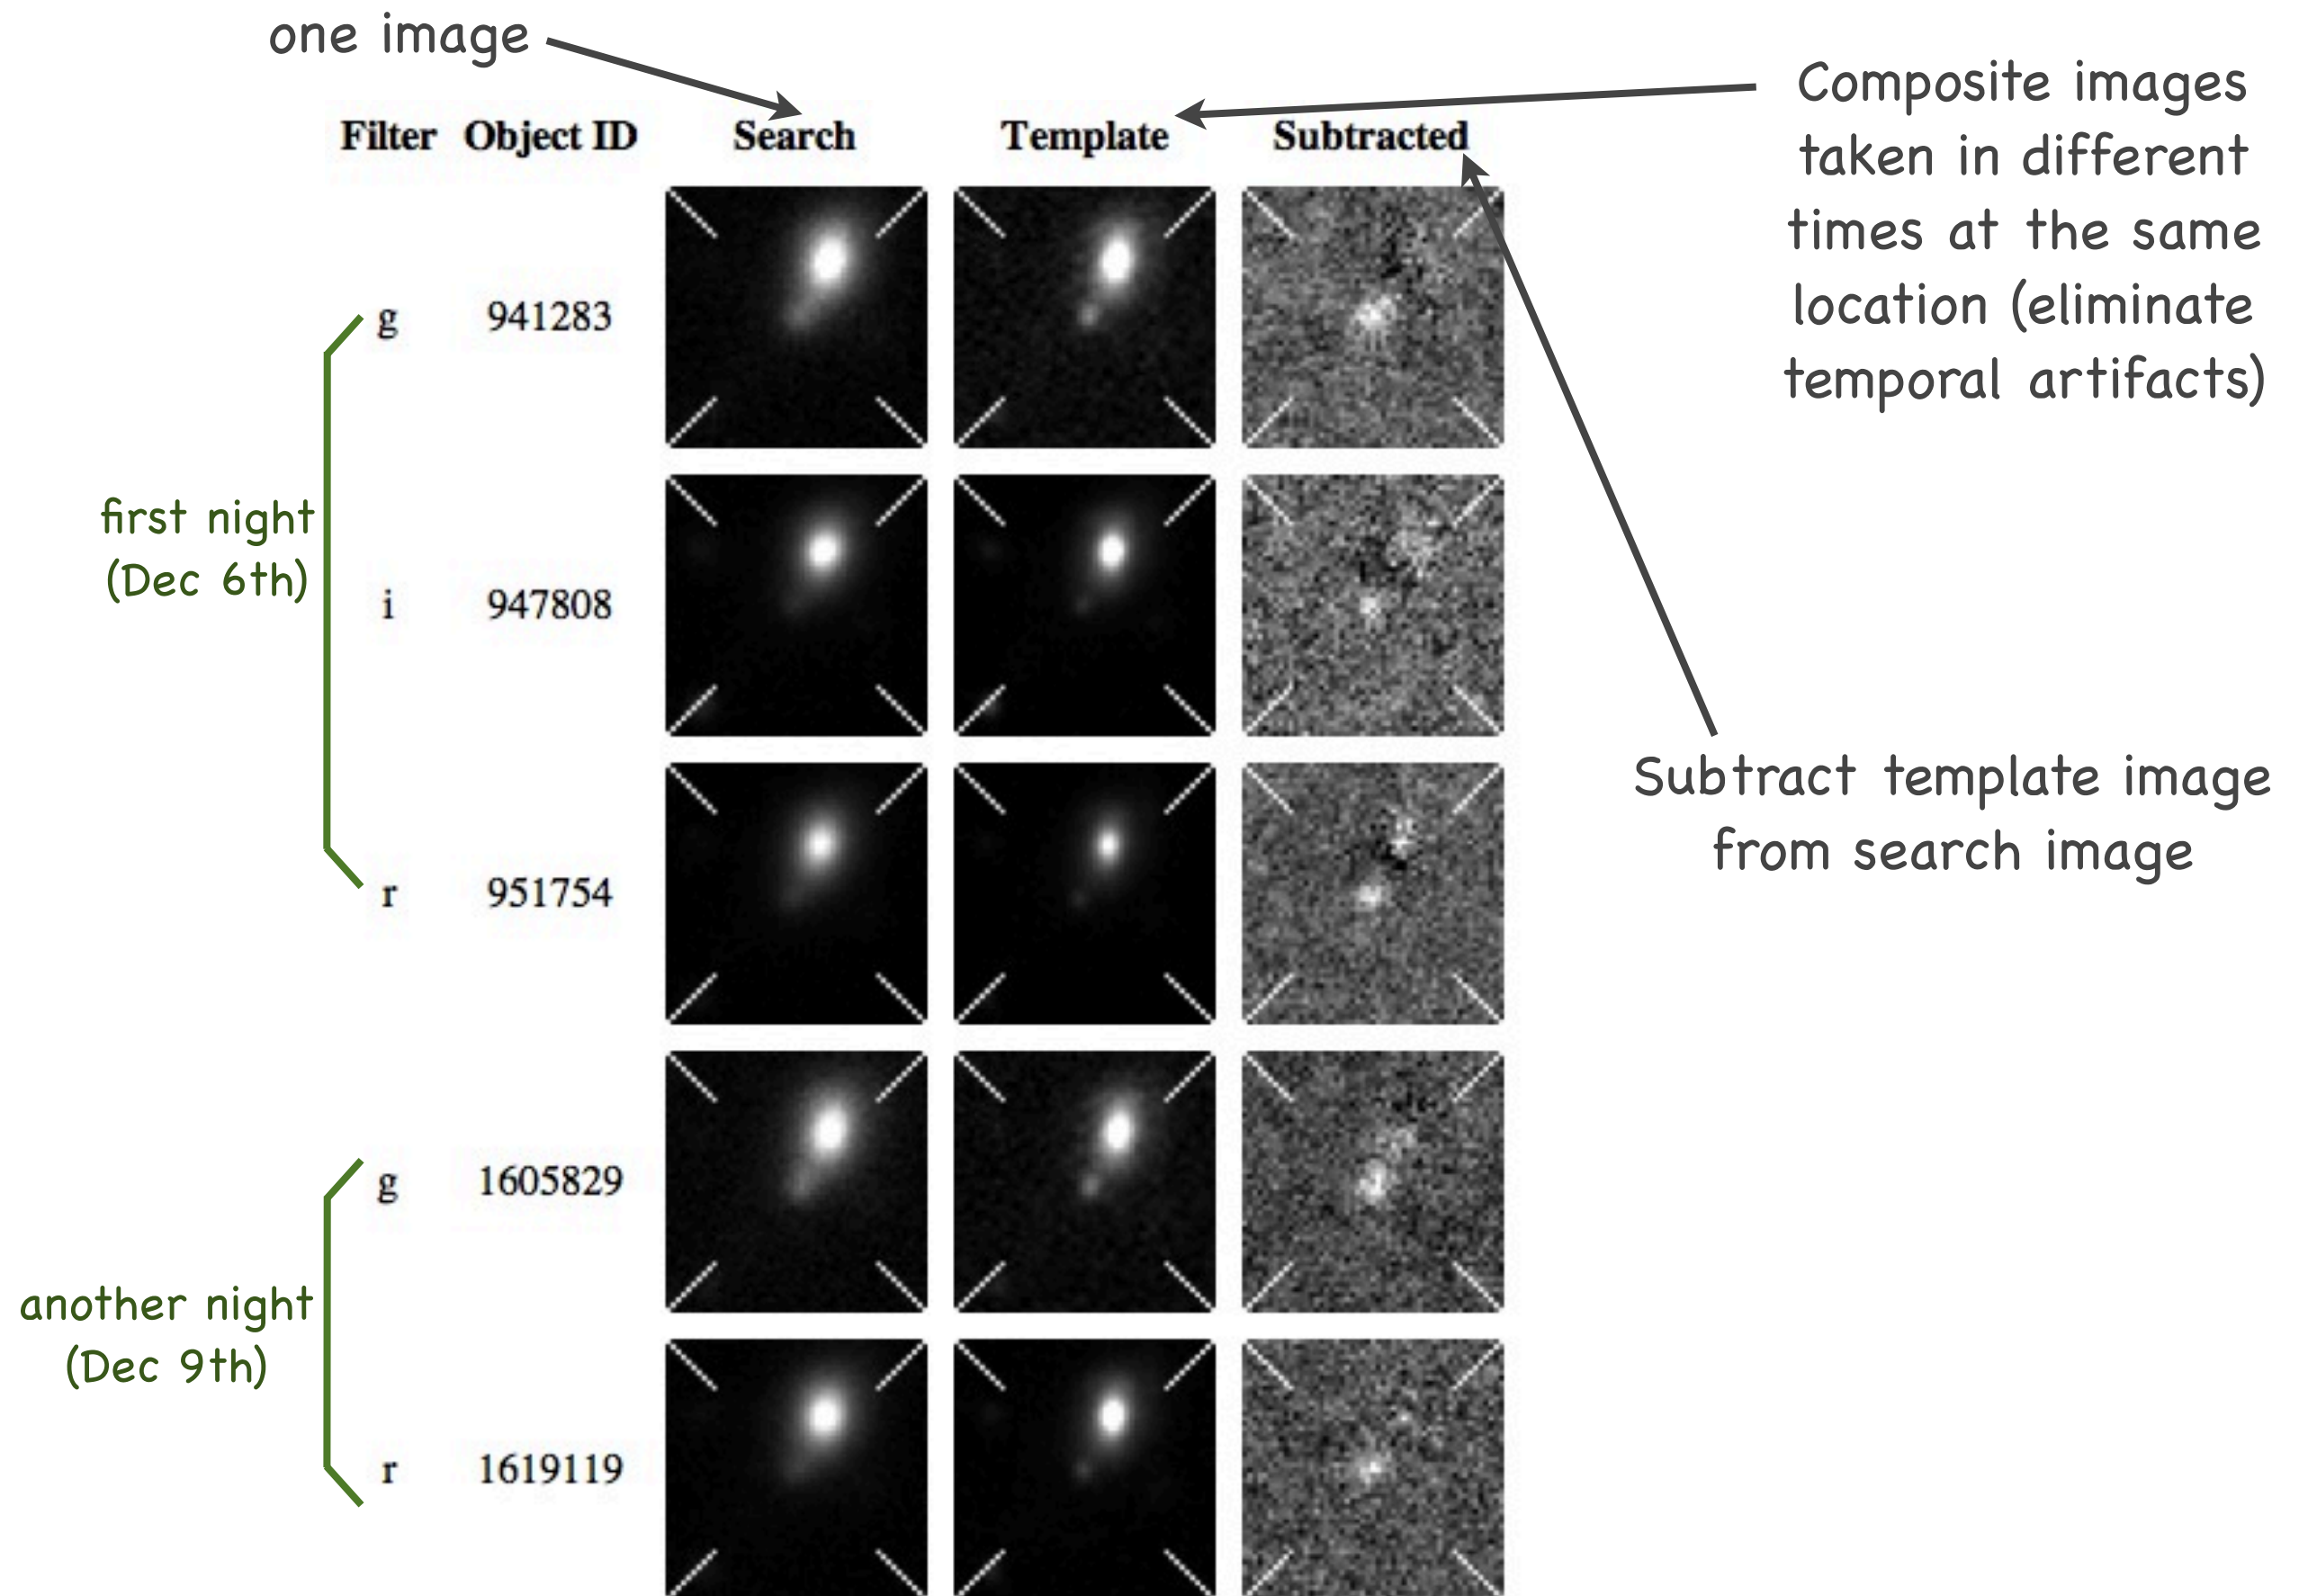 one image
Composite images
taken in different
times at the same
location (eliminate
temporal artifacts)
Filter Object ID Search Template Subtracted
g 941283
first night
(Dec 6th)
i 947808
Subtract template image
from search image
r 951754
g 1605829
another night
(Dec 9th)
r 1619119